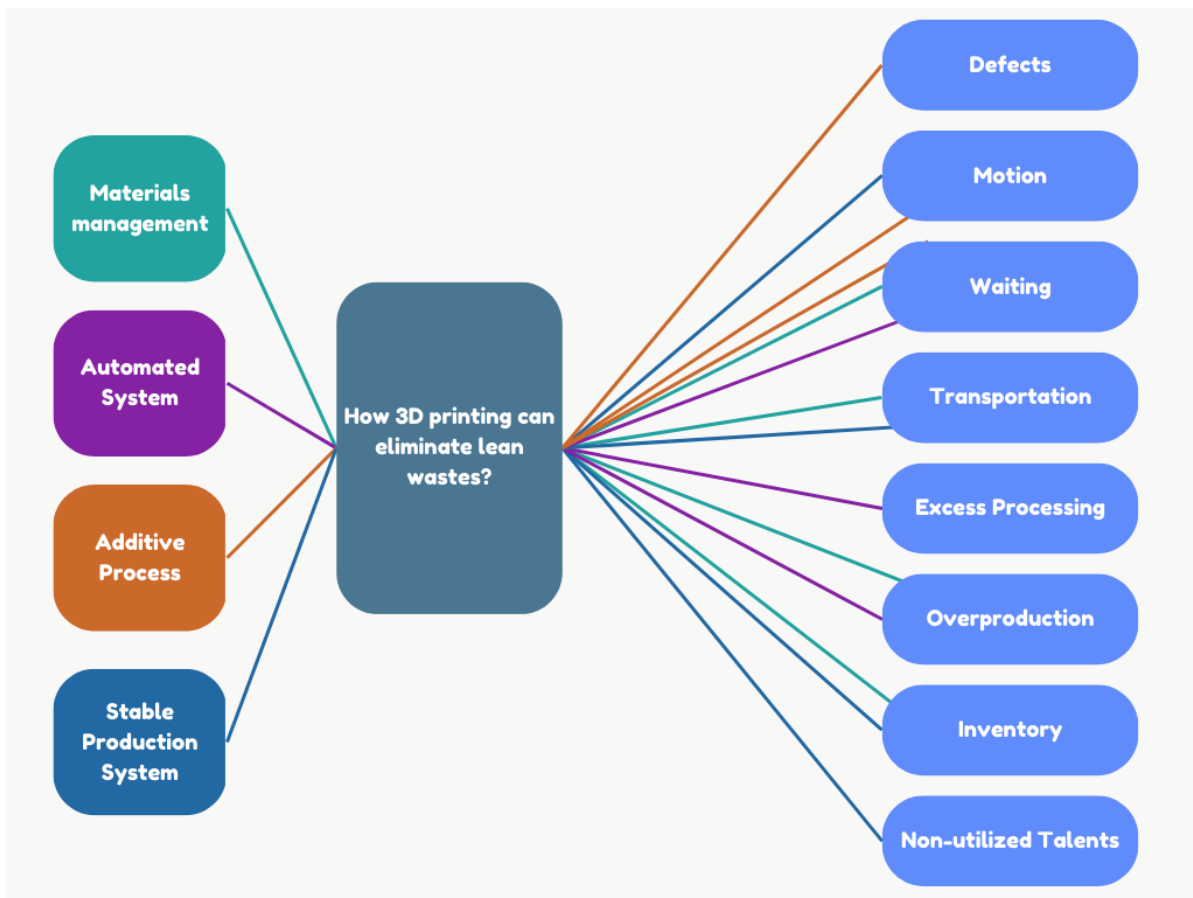 Materials
management
Automated
System
Additive
Process
Stable
Production
System
How 3D printing can
eliminate lean
wastes?
Defects
Motion
Waiting
Transportation
Excess Processing
Overproduction
Inventory
Non-utilized Talents